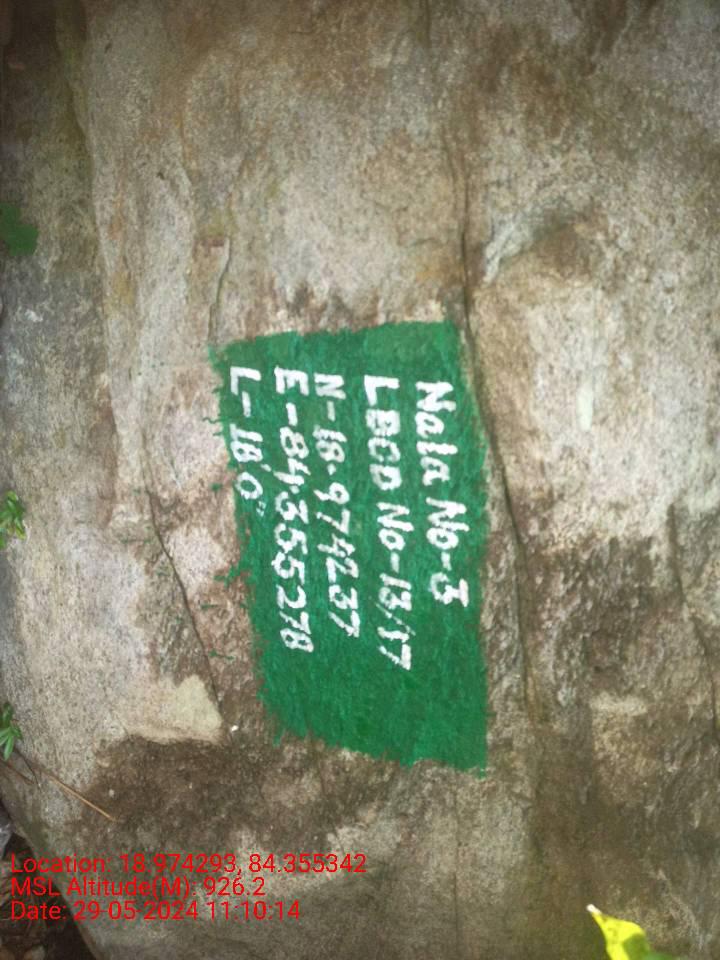 Nala No-3
LBCD No-13/17
N-18.974237
E-84.355278
L-18'0"
Location: 18.974293, 84.355342
MSL Altitude(M): 926.2
Date: 29-05-2024 11:10:14